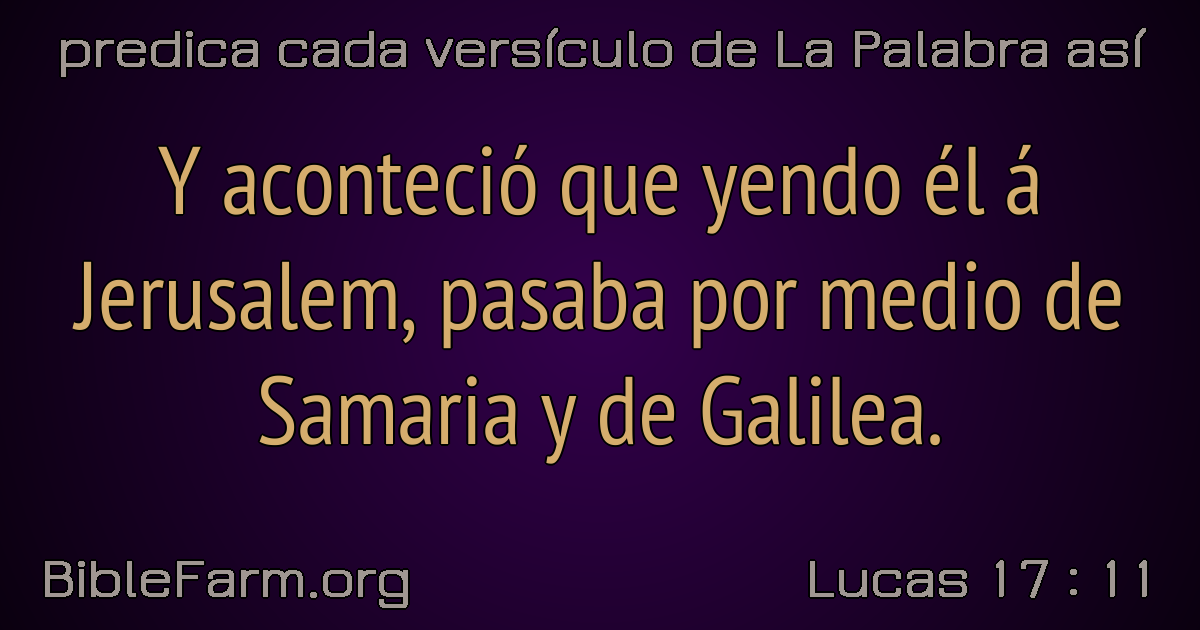 predica cada versículo de La Palabra así
Y aconteció que yendo él á
Jerusalem, pasaba por medio de
Samaria y de Galilea.
BibleFarm.org
Lucas 17 : 11